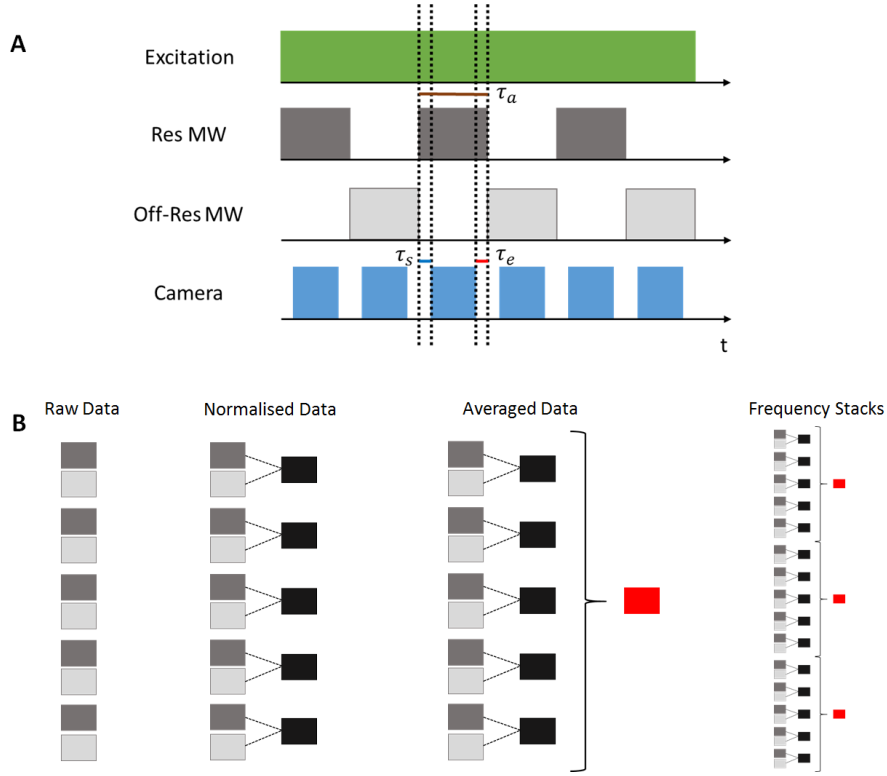 A
Excitation
τa
Res MW
Off-Res MW
τs
τe
Camera
t
B
Raw Data
Normalised Data
Averaged Data
Frequency Stacks